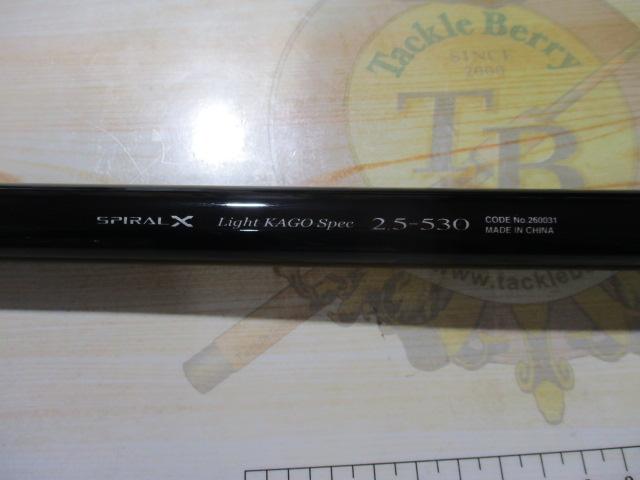 Tackle Berry
SINCE
2000
TB
SPIRAL X Light KAGO Spec 2.5-530 CODE No.260031
MADE IN CHINA
www.tackleb